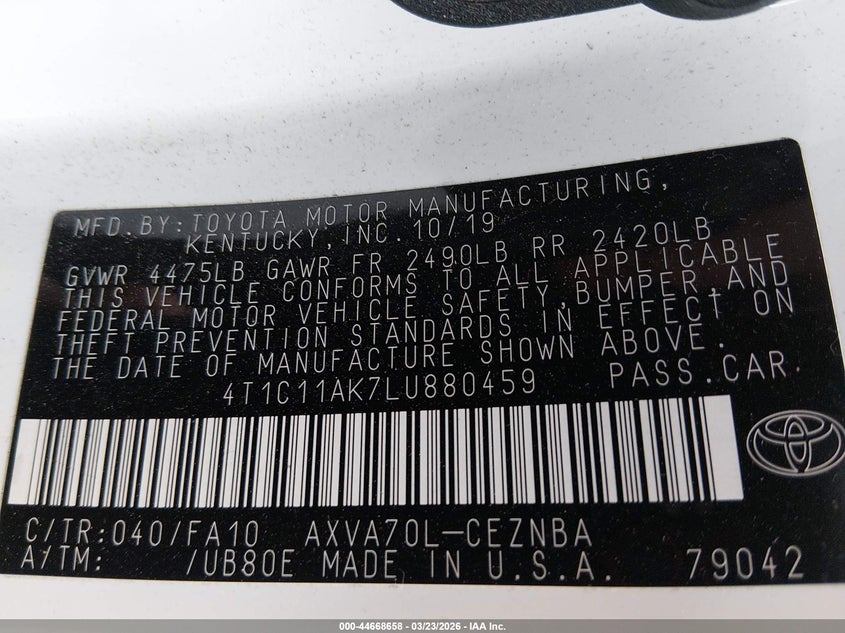 MFD.BY:TOYOTA MOTOR MANUFACTURING,
KENTUCKY,INC.10/19
GVWR 4475LB GAWR FR 2490LB RR 2420LB
THIS VEHICLE CONFORMS TO ALL APPLICABLE
FEDERAL MOTOR VEHICLE SAFETY,BUMPER,AND
THEFT PREVENTION STANDARDS IN EFFECT ON
THE DATE OF MANUFACTURE SHOWN ABOVE.
4T1C11AK7LU880459 PASS.CAR
C/TR:040/FA10 AXVA70L-CEZNBA
A/TM: /UB80E MADE IN U.S.A. 79042
000-44668658 - 03/23/2026 - IAA Inc.